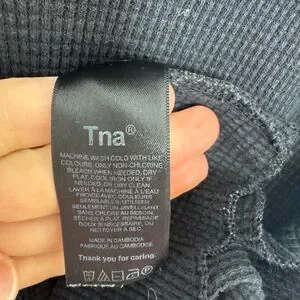 Tna®
MACHINE WASH COLD WITH LIKE
COLOURS, ONLY NON-CHLORINE
BLEACH WHEN NEEDED, DRY
FLAT. COOL IRON ONLY IF
NEEDED, OR DRY CLEAN.
LAVER À LA MACHINE À L'EAU
FROIDE AVEC COULEURS
SEMBLABLES, UTILISER
SEULEMENT UN JAVELLISANT
SANS CHLORE AU BESOIN.
SÉCHER À PLAT. REPASSAGE
DOUX SI NÉCESSAIRE, OU
NETTOYER À SEC.
MADE IN CAMBODIA
FABRIQUÉ AU CAMBODGE
Thank you for caring.